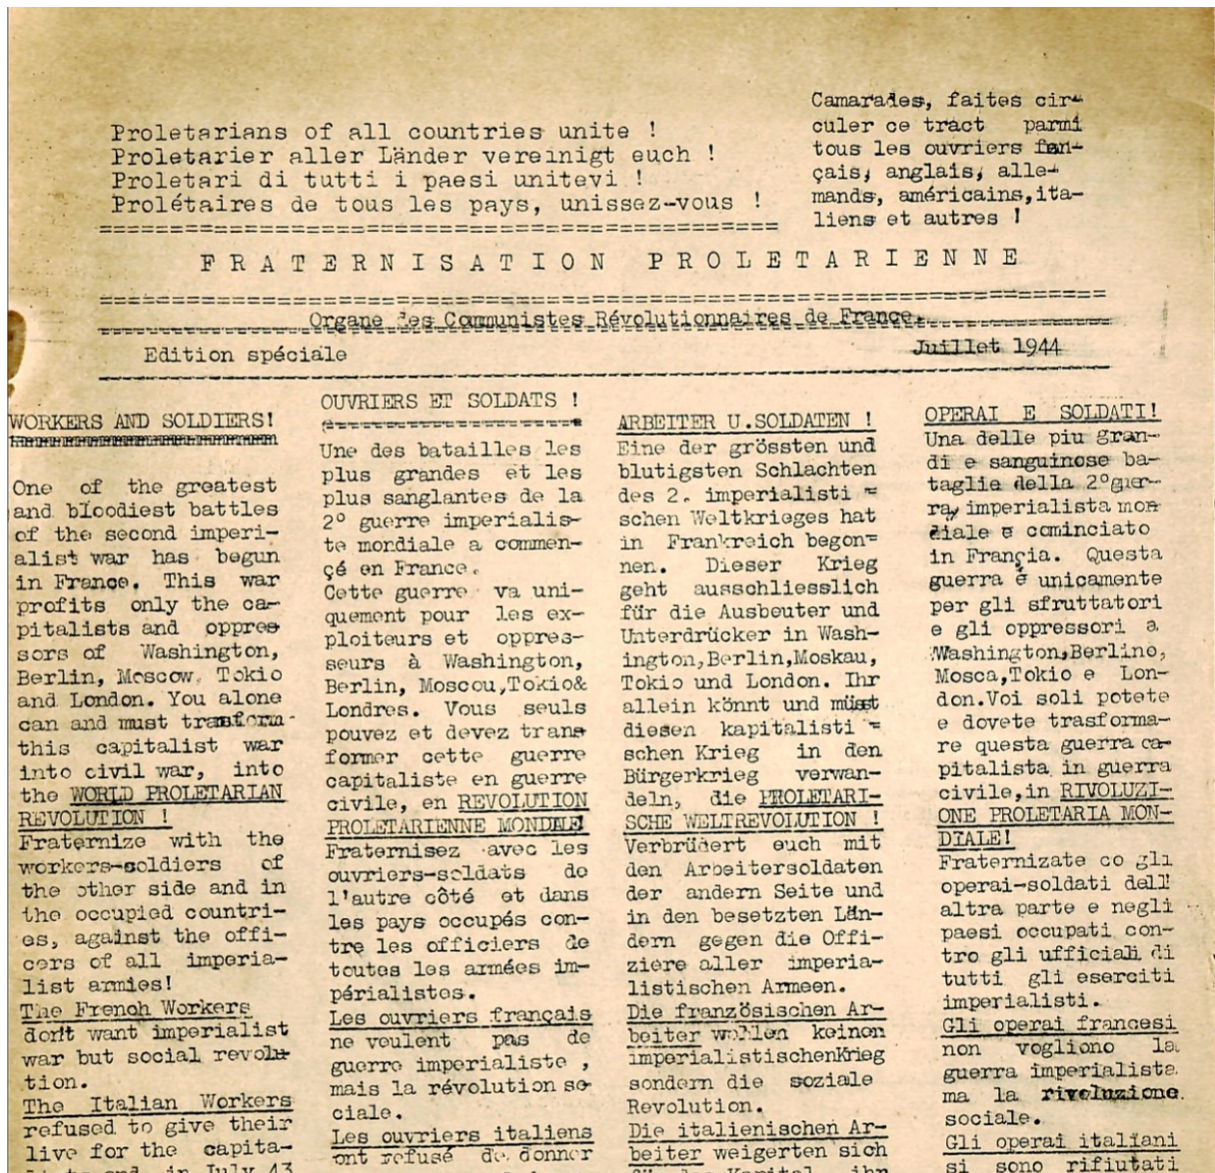 Proletarians of all countries unite !
Proletarier aller Länder vereinigt euch !
Proletari di tutti i paesi unitevi !
Prolétaires de tous les pays, unissez-vous !
Camarades, faites cir-
culer ce tract parmi
tous les ouvriers fran-
çais, anglais, alle-
mands, américains,ita-
liens et autres !
FRATERNISATION PROLETARIENNE
Organe des Communistes Révolutionnaires de France.
Edition spéciale
Juillet 1944
WORKERS AND SOLDIERS!
One of the greatest
and bloodiest battles
of the second imperi-
alist war has begun
in France. This war
profits only the ca-
pitalists and oppres
sors of Washington,
Berlin, Moscow, Tokio
and London. You alone
can and must transform
this capitalist war
into civil war, into
the WORLD PROLETARIAN
REVOLUTION !
Fraternize with the
workers-soldiers of
the other side and in
the occupied countri-
es, against the offi-
cers of all imperia-
list armies!
The French Workers
don't want imperialist
war but social revolu
tion.
The Italian Workers
refused to give their
live for the capita-
in July 43
OUVRIERS ET SOLDATS !
Une des batailles les
plus grandes et les
plus sanglantes de la
2° guerre imperialis-
te mondiale a commen-
çé en France.
Cette guerre va uni-
quement pour les ex-
ploiteurs et oppres-
seurs à Washington,
Berlin, Moscou,Tokio&
Londres. Vous seuls
pouvez et devez trans
former cette guerre
capitaliste en guerre
civile, en REVOLUTION
PROLETARIENNE MONDIALE
Fraternisez avec les
ouvriers-soldats de
l'autre côté et dans
les pays occupés con-
tre les officiers de
toutes les armées im-
périalistes.
Les ouvriers français
ne veulent pas de
guerre imperialiste ,
mais la révolution so
ciale.
Les ouvriers italiens
ont refusé de donner
ARBEITER U.SOLDATEN !
Eine der grössten und
blutigsten Schlachten
des 2. imperialisti =
schen Weltkrieges hat
in Frankreich begon=
nen. Dieser Krieg
geht ausschliesslich
für die Ausbeuter und
Unterdrücker in Wash-
ington,Berlin,Moskau,
Tokio und London. Ihr
allein könnt und müsst
diesen kapitalisti =
schen Krieg in den
Bürgerkrieg verwan-
deln, die PROLETARI-
SCHE WELTREVOLUTION !
Verbrüdert euch mit
den Arbeitersoldaten
der andern Seite und
in den besetzten Län-
dern gegen die Offi-
ziere aller imperia-
listischen Armeen.
Die französischen Ar-
beiter wollen keinen
imperialistischenKrieg
sondern die soziale
Revolution.
Die italienischen Ar-
beiter weigerten sich
für das Kapital ihr
OPERAI E SOLDATI!
Una delle piu gran-
di e sanguinose ba-
taglie della 2°guer-
ra, imperialista mon
diale e cominciato
in Françia. Questa
guerra é unicamente
per gli sfruttatori
e gli oppressori a
Washington,Berlino,
Mosca,Tokio e Lon-
don.Voi soli potete
e dovete trasforma-
re questa guerra ca-
pitalista in guerra
civile,in RIVOLUZI-
ONE PROLETARIA MON-
DIALE!
Fraternizate co gli
operai-soldati dell'
altra parte e negli
paesi occupati con-
tro gli ufficiali di
tutti gli eserciti
imperialisti.
Gli operai francesi
non vogliono la
guerra imperialista
ma la rivoluzione
sociale.
Gli operai italiani
si sono rifiutati